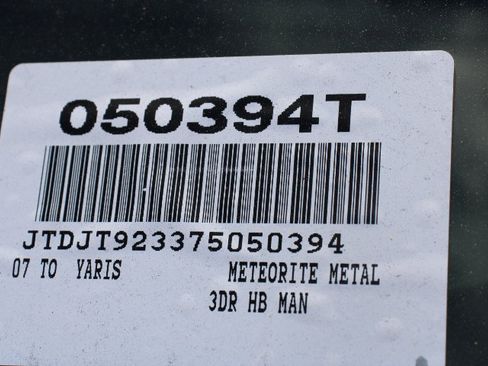 050394T
JTDJT923375050394
07 TO YARIS METEORITE METAL
3DR HB MAN